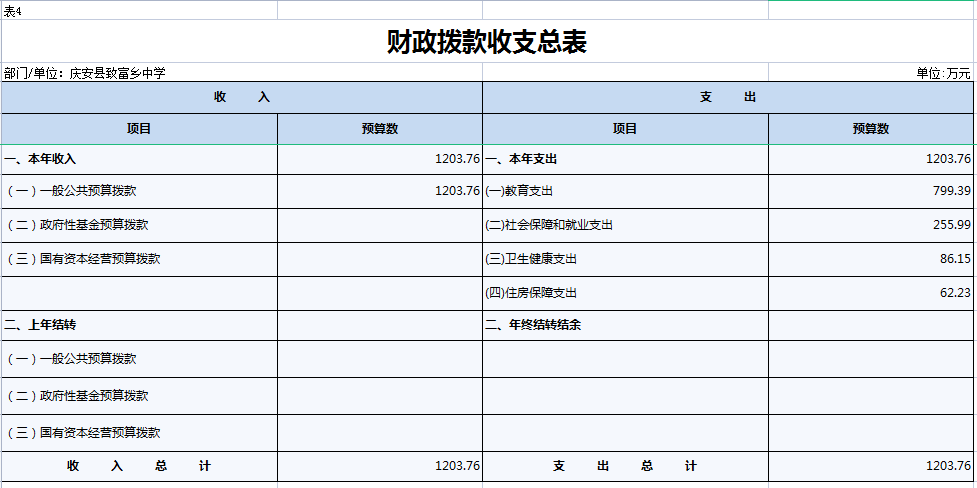 表4
财政拨款收支总表
部门/单位：庆安县致富乡中学 单位:万元
收 入 支 出
项目 预算数 项目 预算数
一、本年收入 1203.76 一、本年支出 1203.76
（一）一般公共预算拨款 1203.76 (一)教育支出 799.39
（二）政府性基金预算拨款 (二)社会保障和就业支出 255.99
（三）国有资本经营预算拨款 (三)卫生健康支出 86.15
(四)住房保障支出 62.23
二、上年结转 二、年终结转结余
（一）一般公共预算拨款
（二）政府性基金预算拨款
（三）国有资本经营预算拨款
收 入 总 计 1203.76 支 出 总 计 1203.76